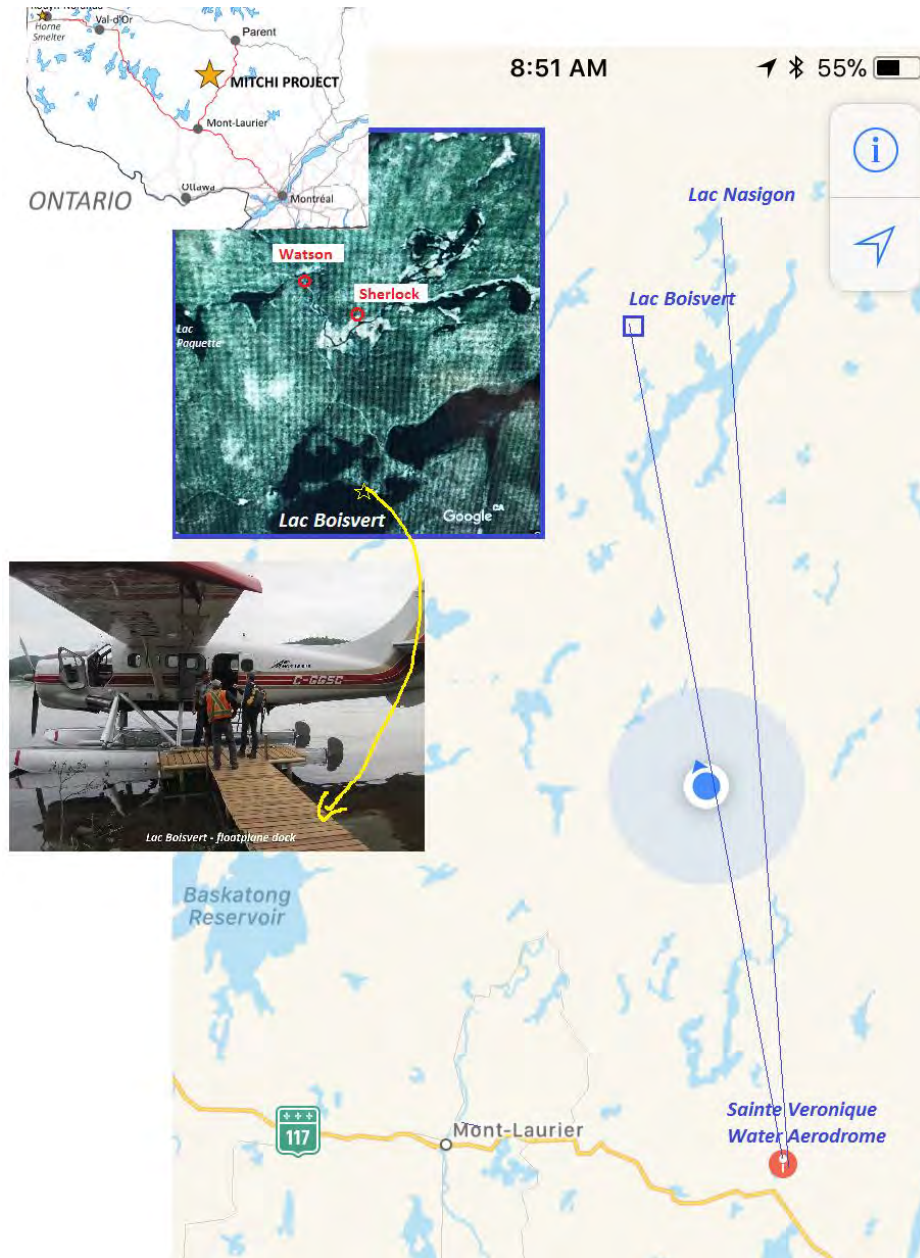 Horne
Smelter
Val-d'Or
Parent
MITCHI PROJECT
Mont-Laurier
ONTARIO
Ottawa
Montréal
8:51 AM
55%
Lac Nasigon
Lac Boisvert
Watson
Sherlock
Lac
Paquette
Lac Boisvert
Google
CA
C-GGSC
Lac Boisvert - floatplane dock
Baskatong
Reservoir
117
Mont-Laurier
Sainte Veronique
Water Aerodrome